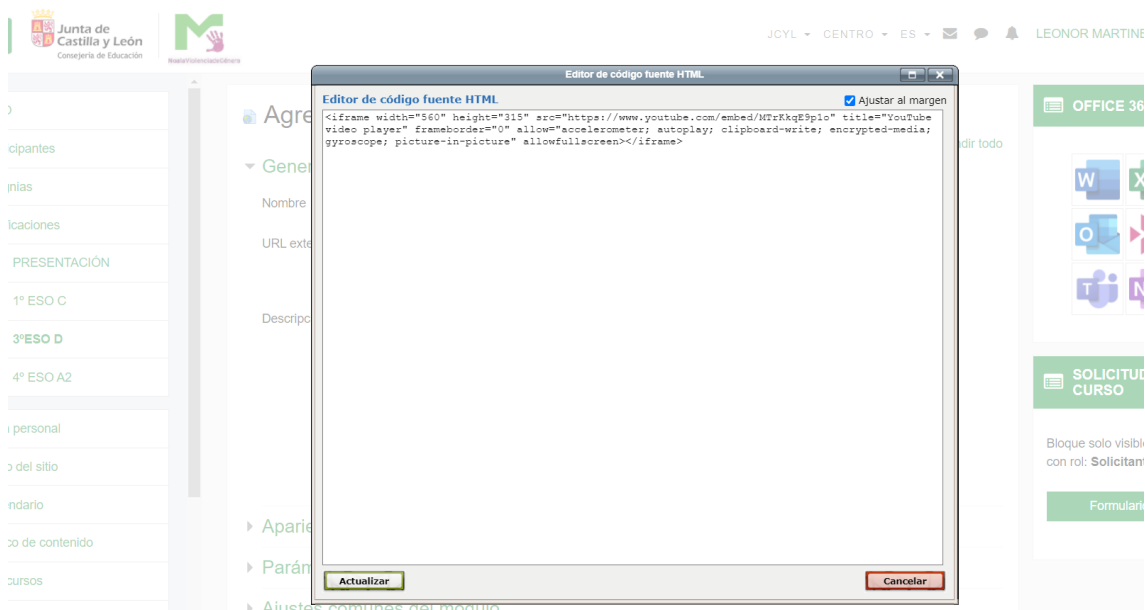 Junta de
Castilla y León
Consejería de Educación
M
NoalaViolenciadeGénero
JCYL CENTRO ES
LEONOR MARTINE
Editor de código fuente HTML
Editor de código fuente HTML
Ajustar al margen
<iframe width="560" height="315" src="https://www.youtube.com/embed/MTrKkqE9p1o" title="YouTube
video player" frameborder="0" allow="accelerometer; autoplay; clipboard-write; encrypted-media;
gyroscope; picture-in-picture" allowfullscreen></iframe>
Actualizar
Cancelar
cipantes
gnias
icaciones
PRESENTACIÓN
1º ESO C
3ºESO D
4º ESO A2
personal
o del sitio
ndario
co de contenido
cursos
Agre
dir todo
Gener
Nombre
URL exte
Descripc
Aparie
Parám
Ajustes comunes del módulo
OFFICE 36
W
X
O
T
N
SOLICITUD
CURSO
Bloque solo visible
con rol: Solicitant
Formulario